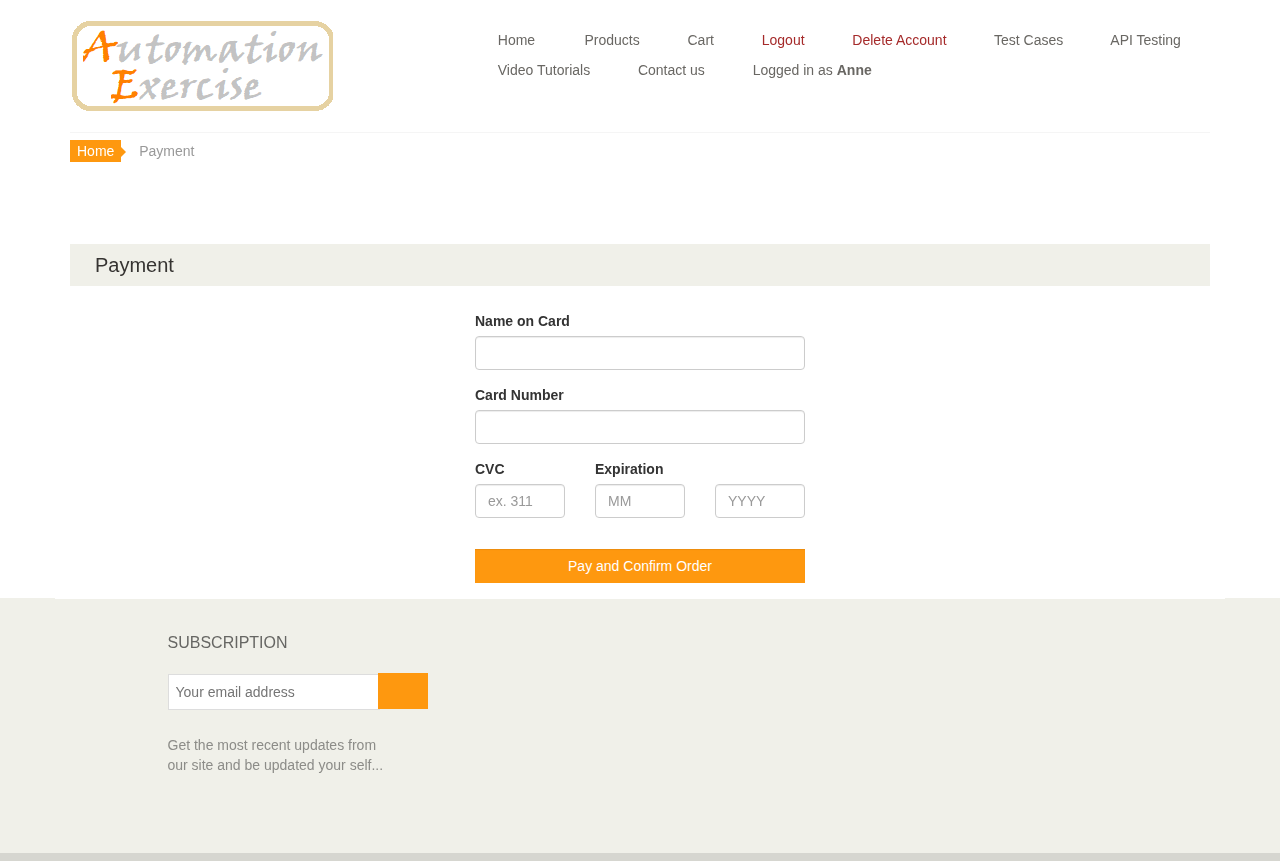 Automation
Exercise
Home Products Cart Logout Delete Account Test Cases API Testing
Video Tutorials Contact us Logged in as Anne
Home Payment
Payment
Name on Card
Card Number
CVC Expiration
ex. 311 MM YYYY
Pay and Confirm Order
SUBSCRIPTION
Your email address
Get the most recent updates from
our site and be updated your self...